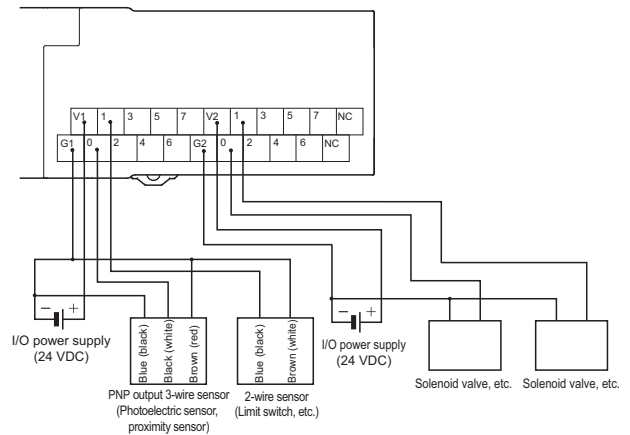 V1 1 3 5 7 V2 1 3 5 7 NC
G1 0 2 4 6 G2 0 2 4 6 NC
− +
I/O power supply
(24 VDC)
Blue (black)
Black (white)
Brown (red)
PNP output 3-wire sensor
(Photoelectric sensor,
proximity sensor)
Blue (black)
Brown (white)
2-wire sensor
(Limit switch, etc.)
− +
I/O power supply
(24 VDC)
Solenoid valve, etc.
Solenoid valve, etc.